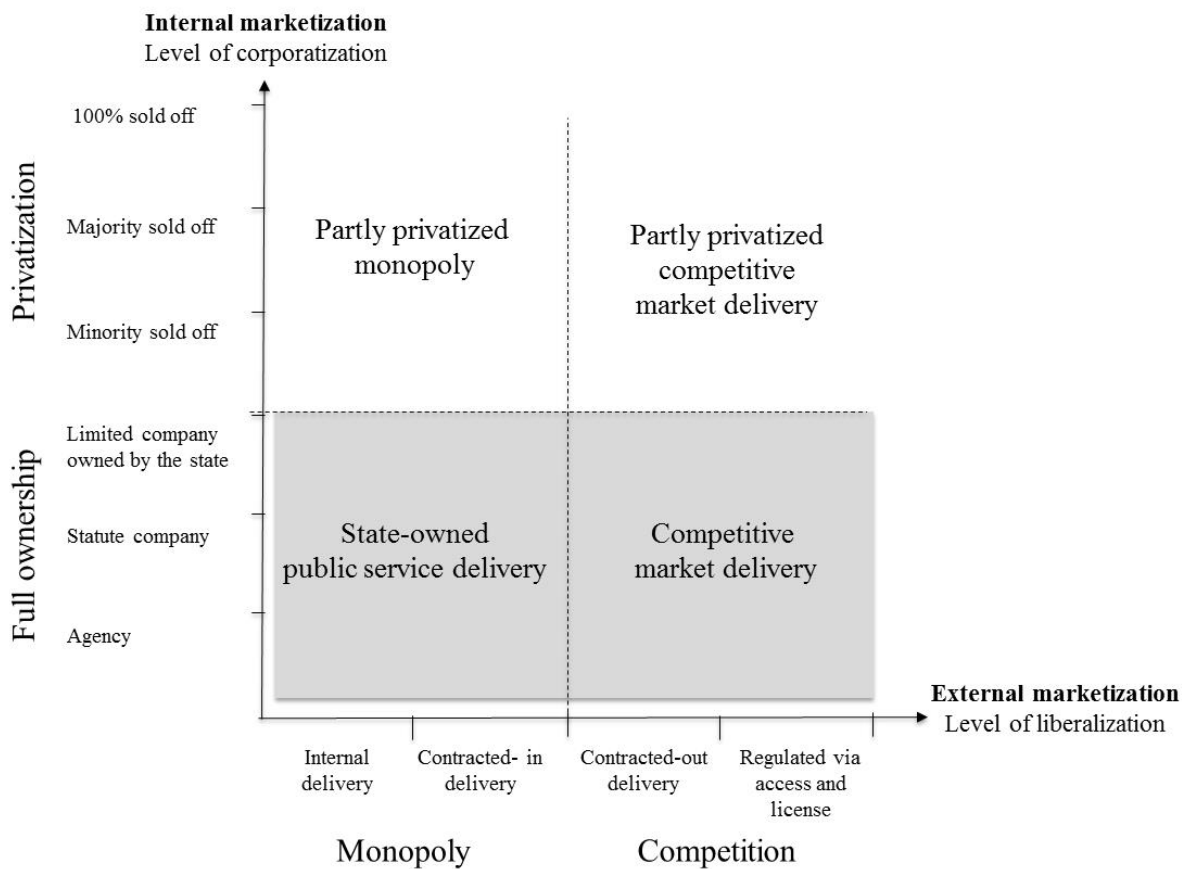 Internal marketization
Level of corporatization
100% sold off
Majority sold off
Minority sold off
Privatization
Limited company
owned by the state
Statute company
Agency
Full ownership
Partly privatized
monopoly
Partly privatized
competitive
market delivery
State-owned
public service delivery
Competitive
market delivery
External marketization
Level of liberalization
Internal
delivery
Contracted- in
delivery
Contracted-out
delivery
Regulated via
access and
license
Monopoly
Competition